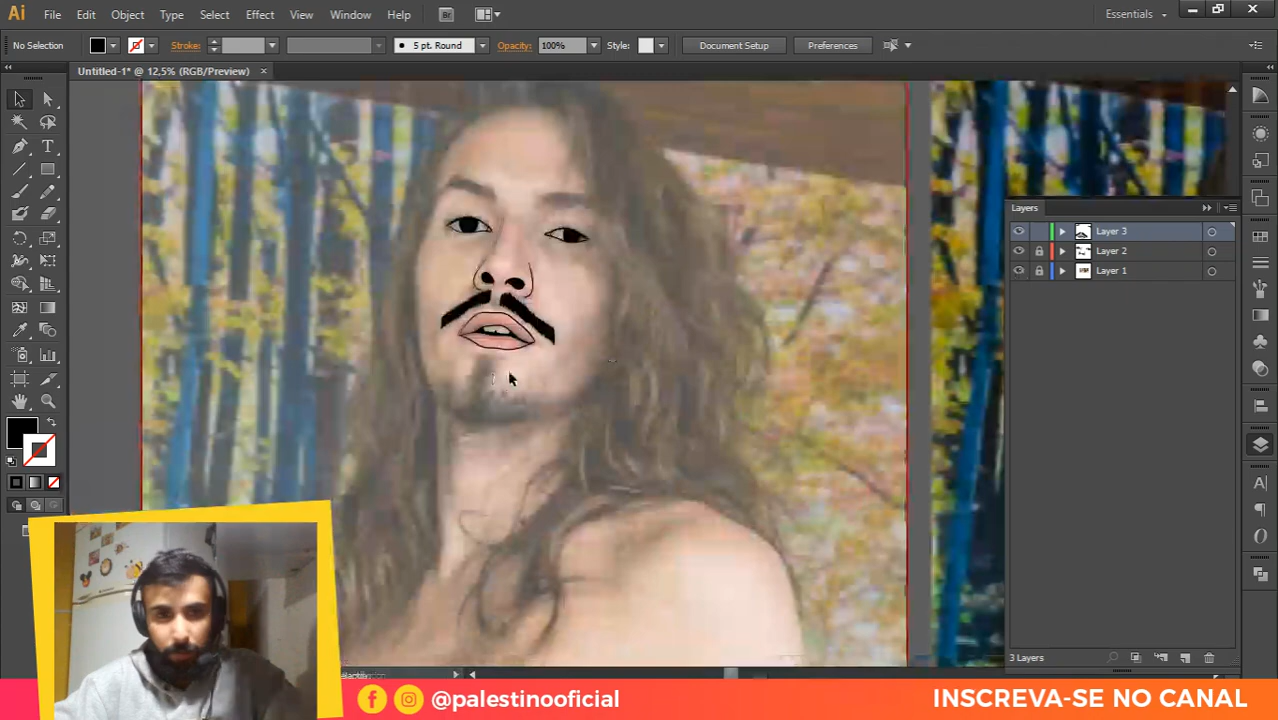 Ai File Edit Object Type Select Effect View Window Help Br Essentials
No Selection Stroke: 5 pt. Round Opacity: 100% Style: Document Setup Preferences
Untitled-1* @ 12,5% (RGB/Preview)
Layers
Layer 3
Layer 2
Layer 1
3 Layers
@palestinooficial
INSCREVA-SE NO CANAL